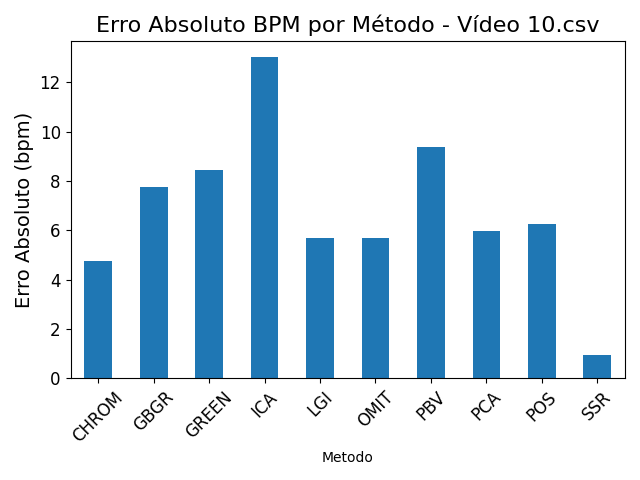 Erro Absoluto BPM por Método - Vídeo 10.csv
Erro Absoluto (bpm)
12
10
8
6
4
2
0
CHROM
GBGR
GREEN
ICA
LGI
OMIT
PBV
PCA
POS
SSR
Metodo